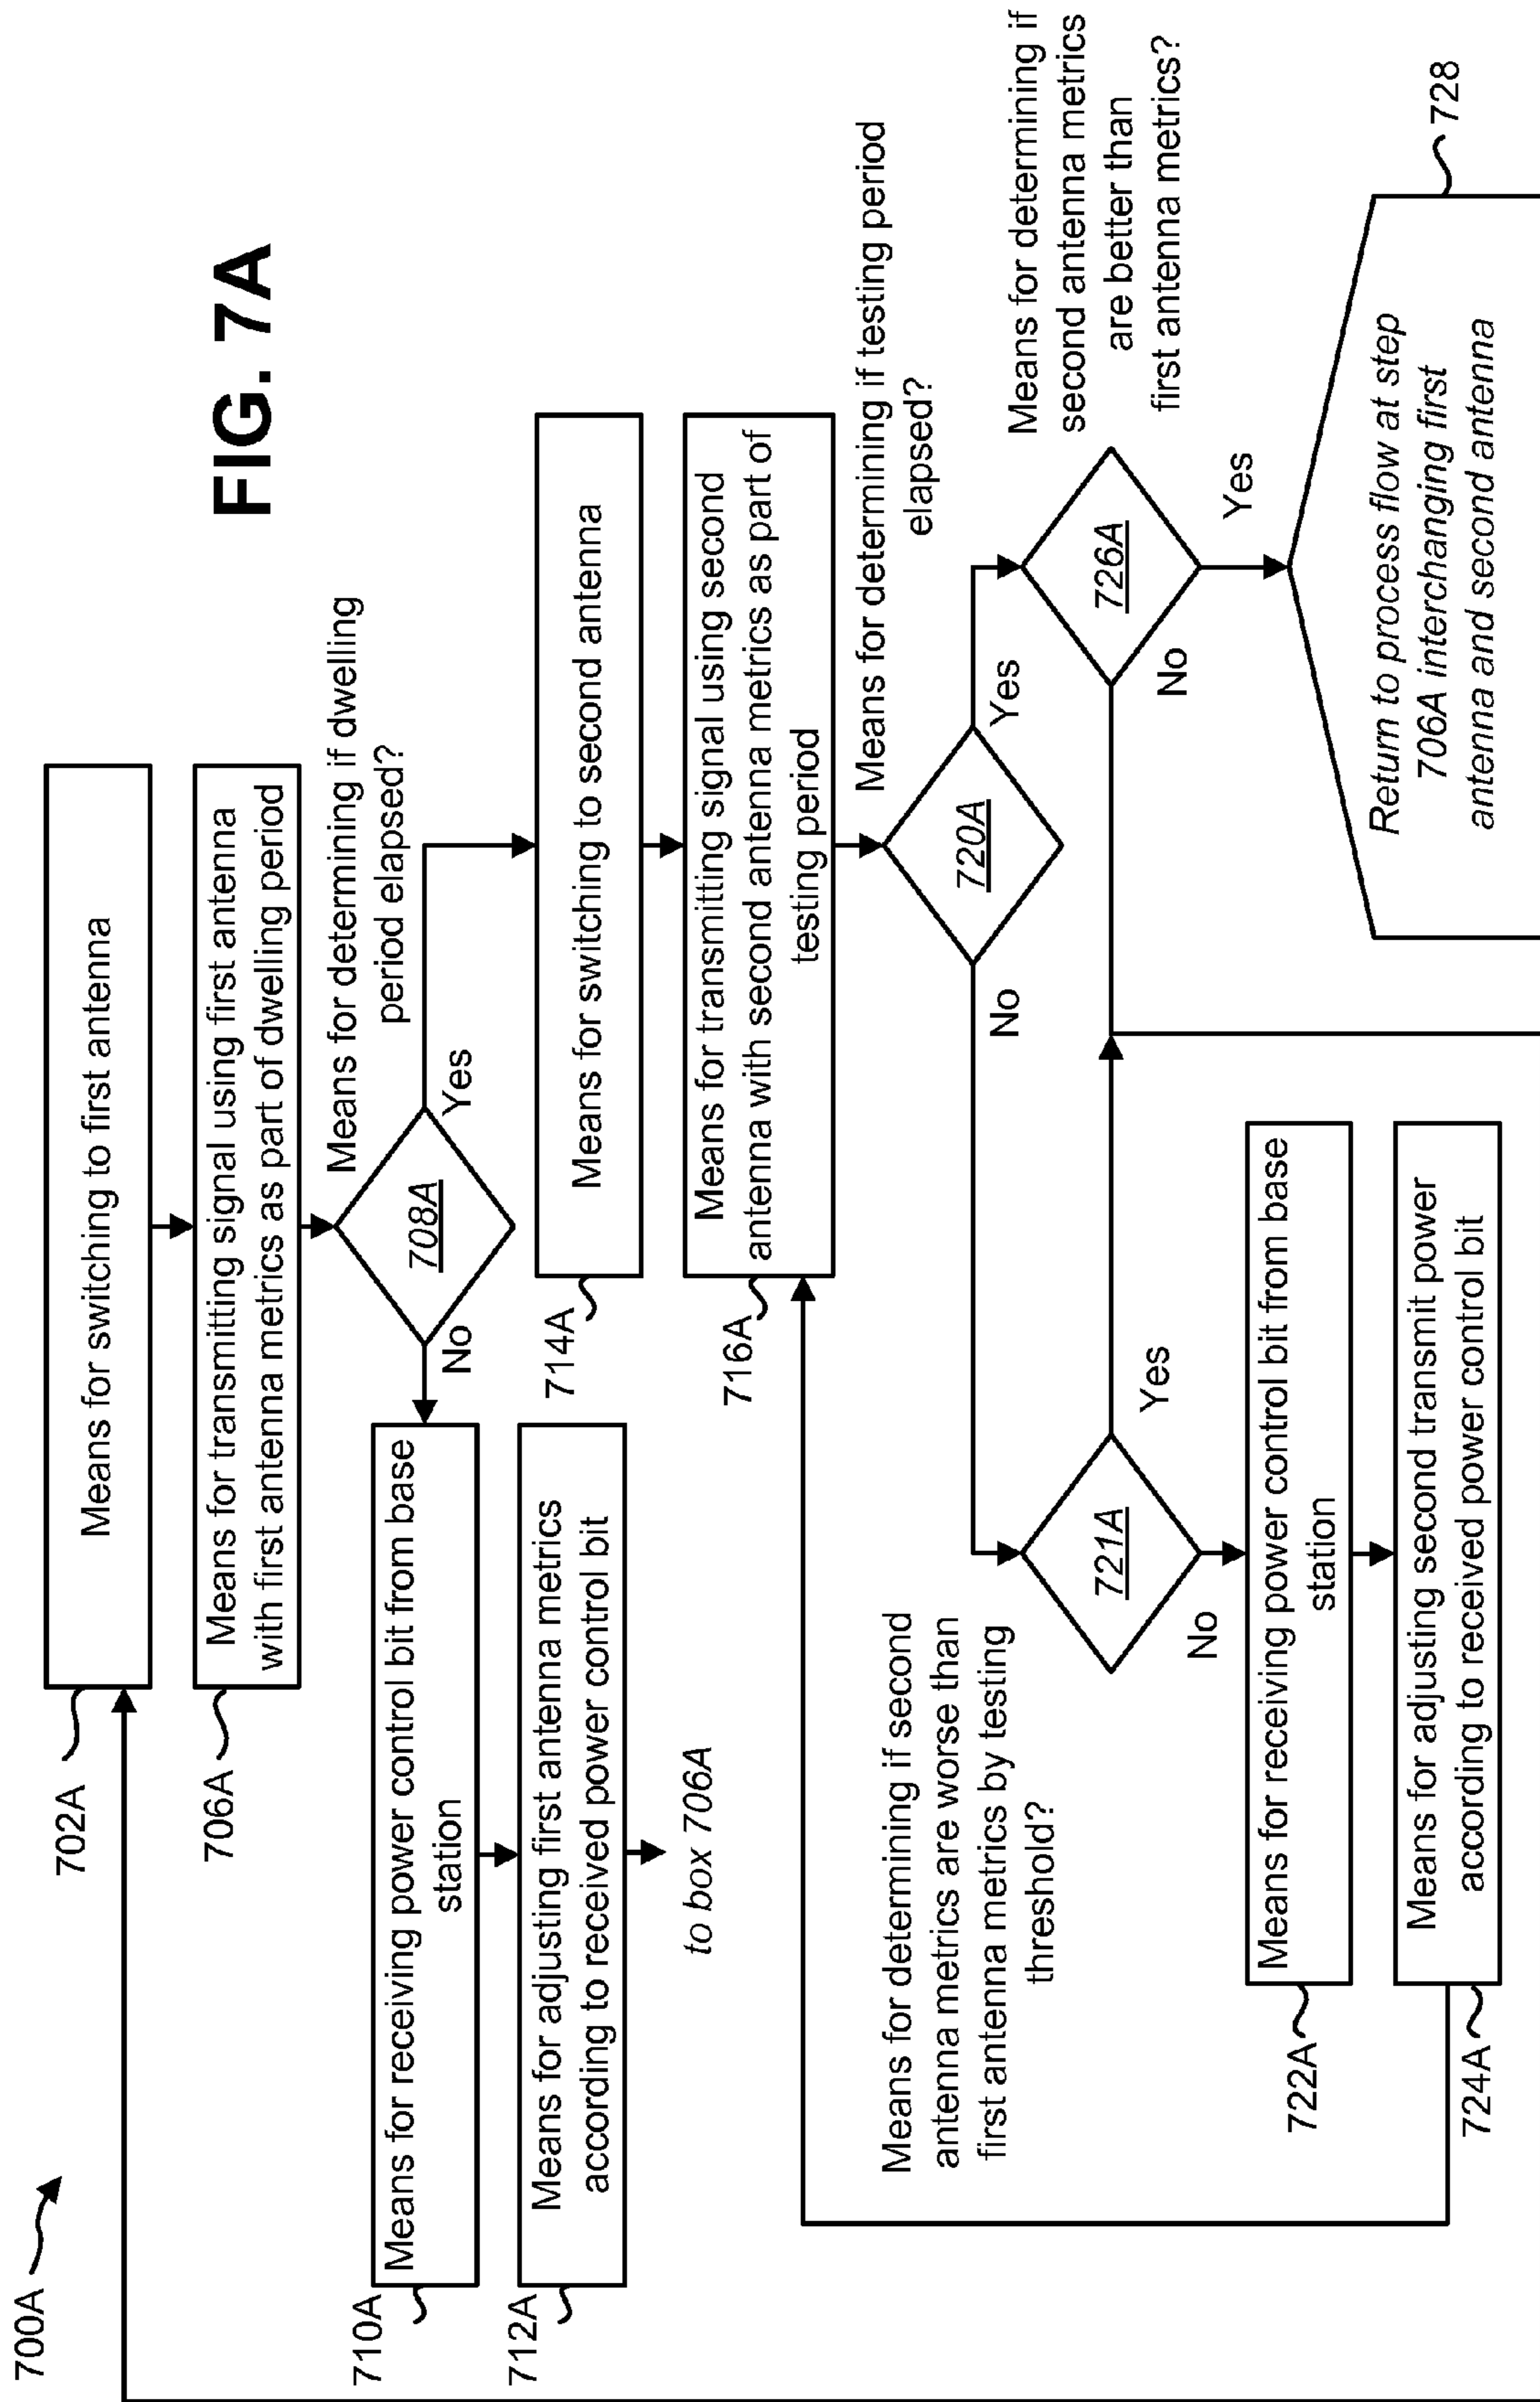 700A
FIG. 7A
702A
Means for switching to first antenna
706A
Means for transmitting signal using first antenna
with first antenna metrics as part of dwelling period
Means for determining if dwelling
period elapsed?
708A
No
Yes
710A
Means for receiving power control bit from base
station
712A
Means for adjusting first antenna metrics
according to received power control bit
to box 706A
714A
Means for switching to second antenna
716A
Means for transmitting signal using second
antenna with second antenna metrics as part of
testing period
Means for determining if testing period
elapsed?
720A
No
Yes
Means for determining if second
antenna metrics are worse than
first antenna metrics by testing
threshold?
721A
Yes
No
722A
Means for receiving power control bit from base
station
724A
Means for adjusting second transmit power
according to received power control bit
Means for determining if
second antenna metrics
are better than
first antenna metrics?
726A
No
Yes
728
Return to process flow at step
706A interchanging first
antenna and second antenna